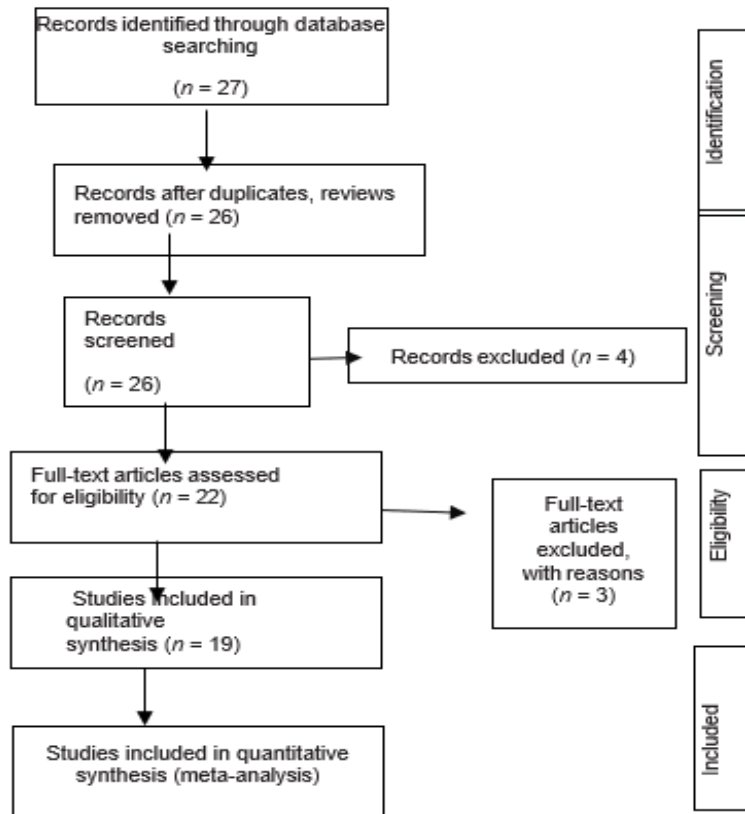 Records identified through database
searching
(n = 27)
Identification
Records after duplicates, reviews
removed (n = 26)
Screening
Records
screened
(n = 26)
Records excluded (n = 4)
Full-text articles assessed
for eligibility (n = 22)
Full-text
articles
excluded,
with reasons
(n = 3)
Eligibility
Studies included in
qualitative
synthesis (n = 19)
Included
Studies included in quantitative
synthesis (meta-analysis)